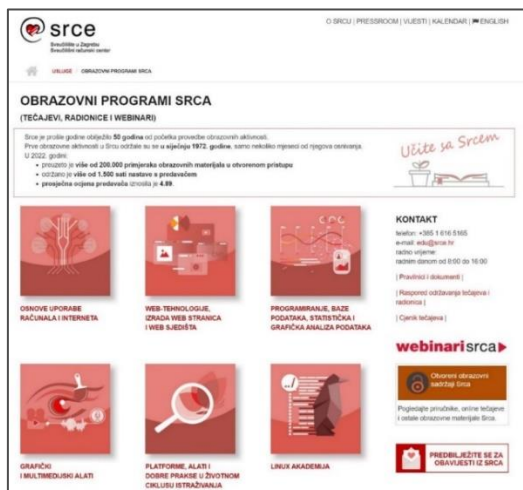 srce
Sveučilište u Zagrebu
Sveučilišni računski centar
O SRCU | PRESSROOM | VIJESTI | KALENDAR | ENGLISH
USLUGE / OBRAZOVNI PROGRAMI SRCA
OBRAZOVNI PROGRAMI SRCA
(TEČAJEVI, RADIONICE I WEBINARI)
Srce je prošle godine obilježilo 50 godina od početka provedbe obrazovnih aktivnosti.
Prve obrazovne aktivnosti u Srcu održale su se u siječnju 1972. godine, samo nekoliko mjeseci od njegova osnivanja.
U 2022. godini:
• preuzeto je više od 200.000 primjeraka obrazovnih materijala u otvorenom pristupu
• održano je više od 1.500 sati nastave s predavačem
• prosječna ocjena predavača iznosila je 4,89.
Učite sa Srcem
OSNOVE UPORABE
RAČUNALA I INTERNETA
WEB-TEHNOLOGIJE,
IZRADA WEB STRANICA
I WEB SJEDIŠTA
PROGRAMIRANJE, BAZE
PODATAKA, STATISTIČKA I
GRAFIČKA ANALIZA PODATAKA
GRAFIČKI
I MULTIMEDIJSKI ALATI
PLATFORME, ALATI I
DOBRE PRAKSE U ŽIVOTNOM
CIKLUSU ISTRAŽIVANJA
LINUX AKADEMIJA
KONTAKT
telefon: +385 1 616 5165
e-mail: edu@srce.hr
radno vrijeme:
radnim danom od 8:00 do 16:00
| Pravilnici i dokumenti |
| Raspored održavanja tečajeva i
radionica |
| Cjenik tečajeva |
webinari srca
Otvoreni obrazovni
sadržaji Srca
Pogledajte priručnike, online tečajeve
i ostale obrazovne materijale Srca.
PREDBILJEŽITE SE ZA
OBAVIJESTI IZ SRCA